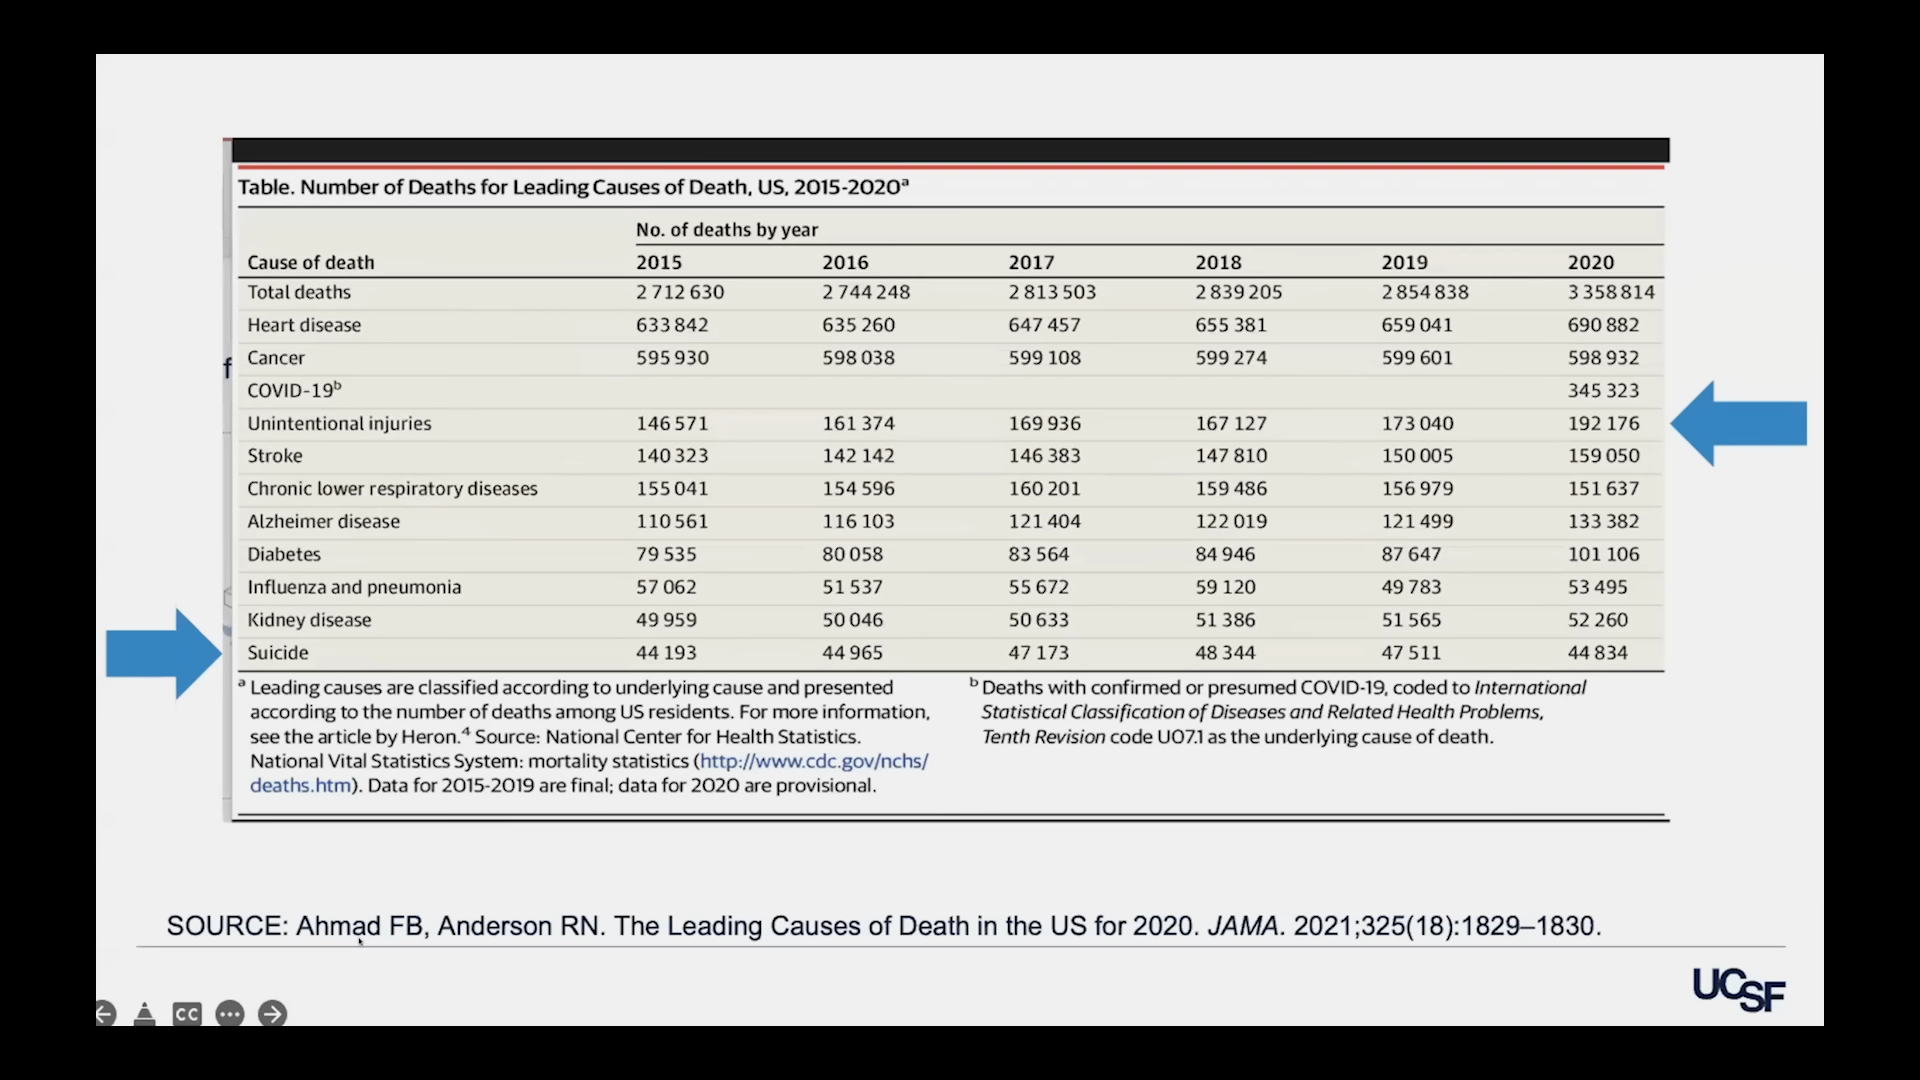 Table. Number of Deaths for Leading Causes of Death, US, 2015-2020a
No. of deaths by year
Cause of death 2015 2016 2017 2018 2019 2020
Total deaths 2 712 630 2 744 248 2 813 503 2 839 205 2 854 838 3 358 814
Heart disease 633 842 635 260 647 457 655 381 659 041 690 882
Cancer 595 930 598 038 599 108 599 274 599 601 598 932
f
COVID-19b 345 323
Unintentional injuries 146 571 161 374 169 936 167 127 173 040 192 176
Stroke 140 323 142 142 146 383 147 810 150 005 159 050
Chronic lower respiratory diseases 155 041 154 596 160 201 159 486 156 979 151 637
Alzheimer disease 110 561 116 103 121 404 122 019 121 499 133 382
Diabetes 79 535 80 058 83 564 84 946 87 647 101 106
Influenza and pneumonia 57 062 51 537 55 672 59 120 49 783 53 495
Kidney disease 49 959 50 046 50 633 51 386 51 565 52 260
Suicide 44 193 44 965 47 173 48 344 47 511 44 834
a Leading causes are classified according to underlying cause and presented
according to the number of deaths among US residents. For more information,
see the article by Heron.4 Source: National Center for Health Statistics.
National Vital Statistics System: mortality statistics (http://www.cdc.gov/nchs/
deaths.htm). Data for 2015-2019 are final; data for 2020 are provisional.
b Deaths with confirmed or presumed COVID-19, coded to International
Statistical Classification of Diseases and Related Health Problems,
Tenth Revision code U07.1 as the underlying cause of death.
SOURCE: Ahmad FB, Anderson RN. The Leading Causes of Death in the US for 2020. JAMA. 2021;325(18):1829–1830.
UCSF
CC